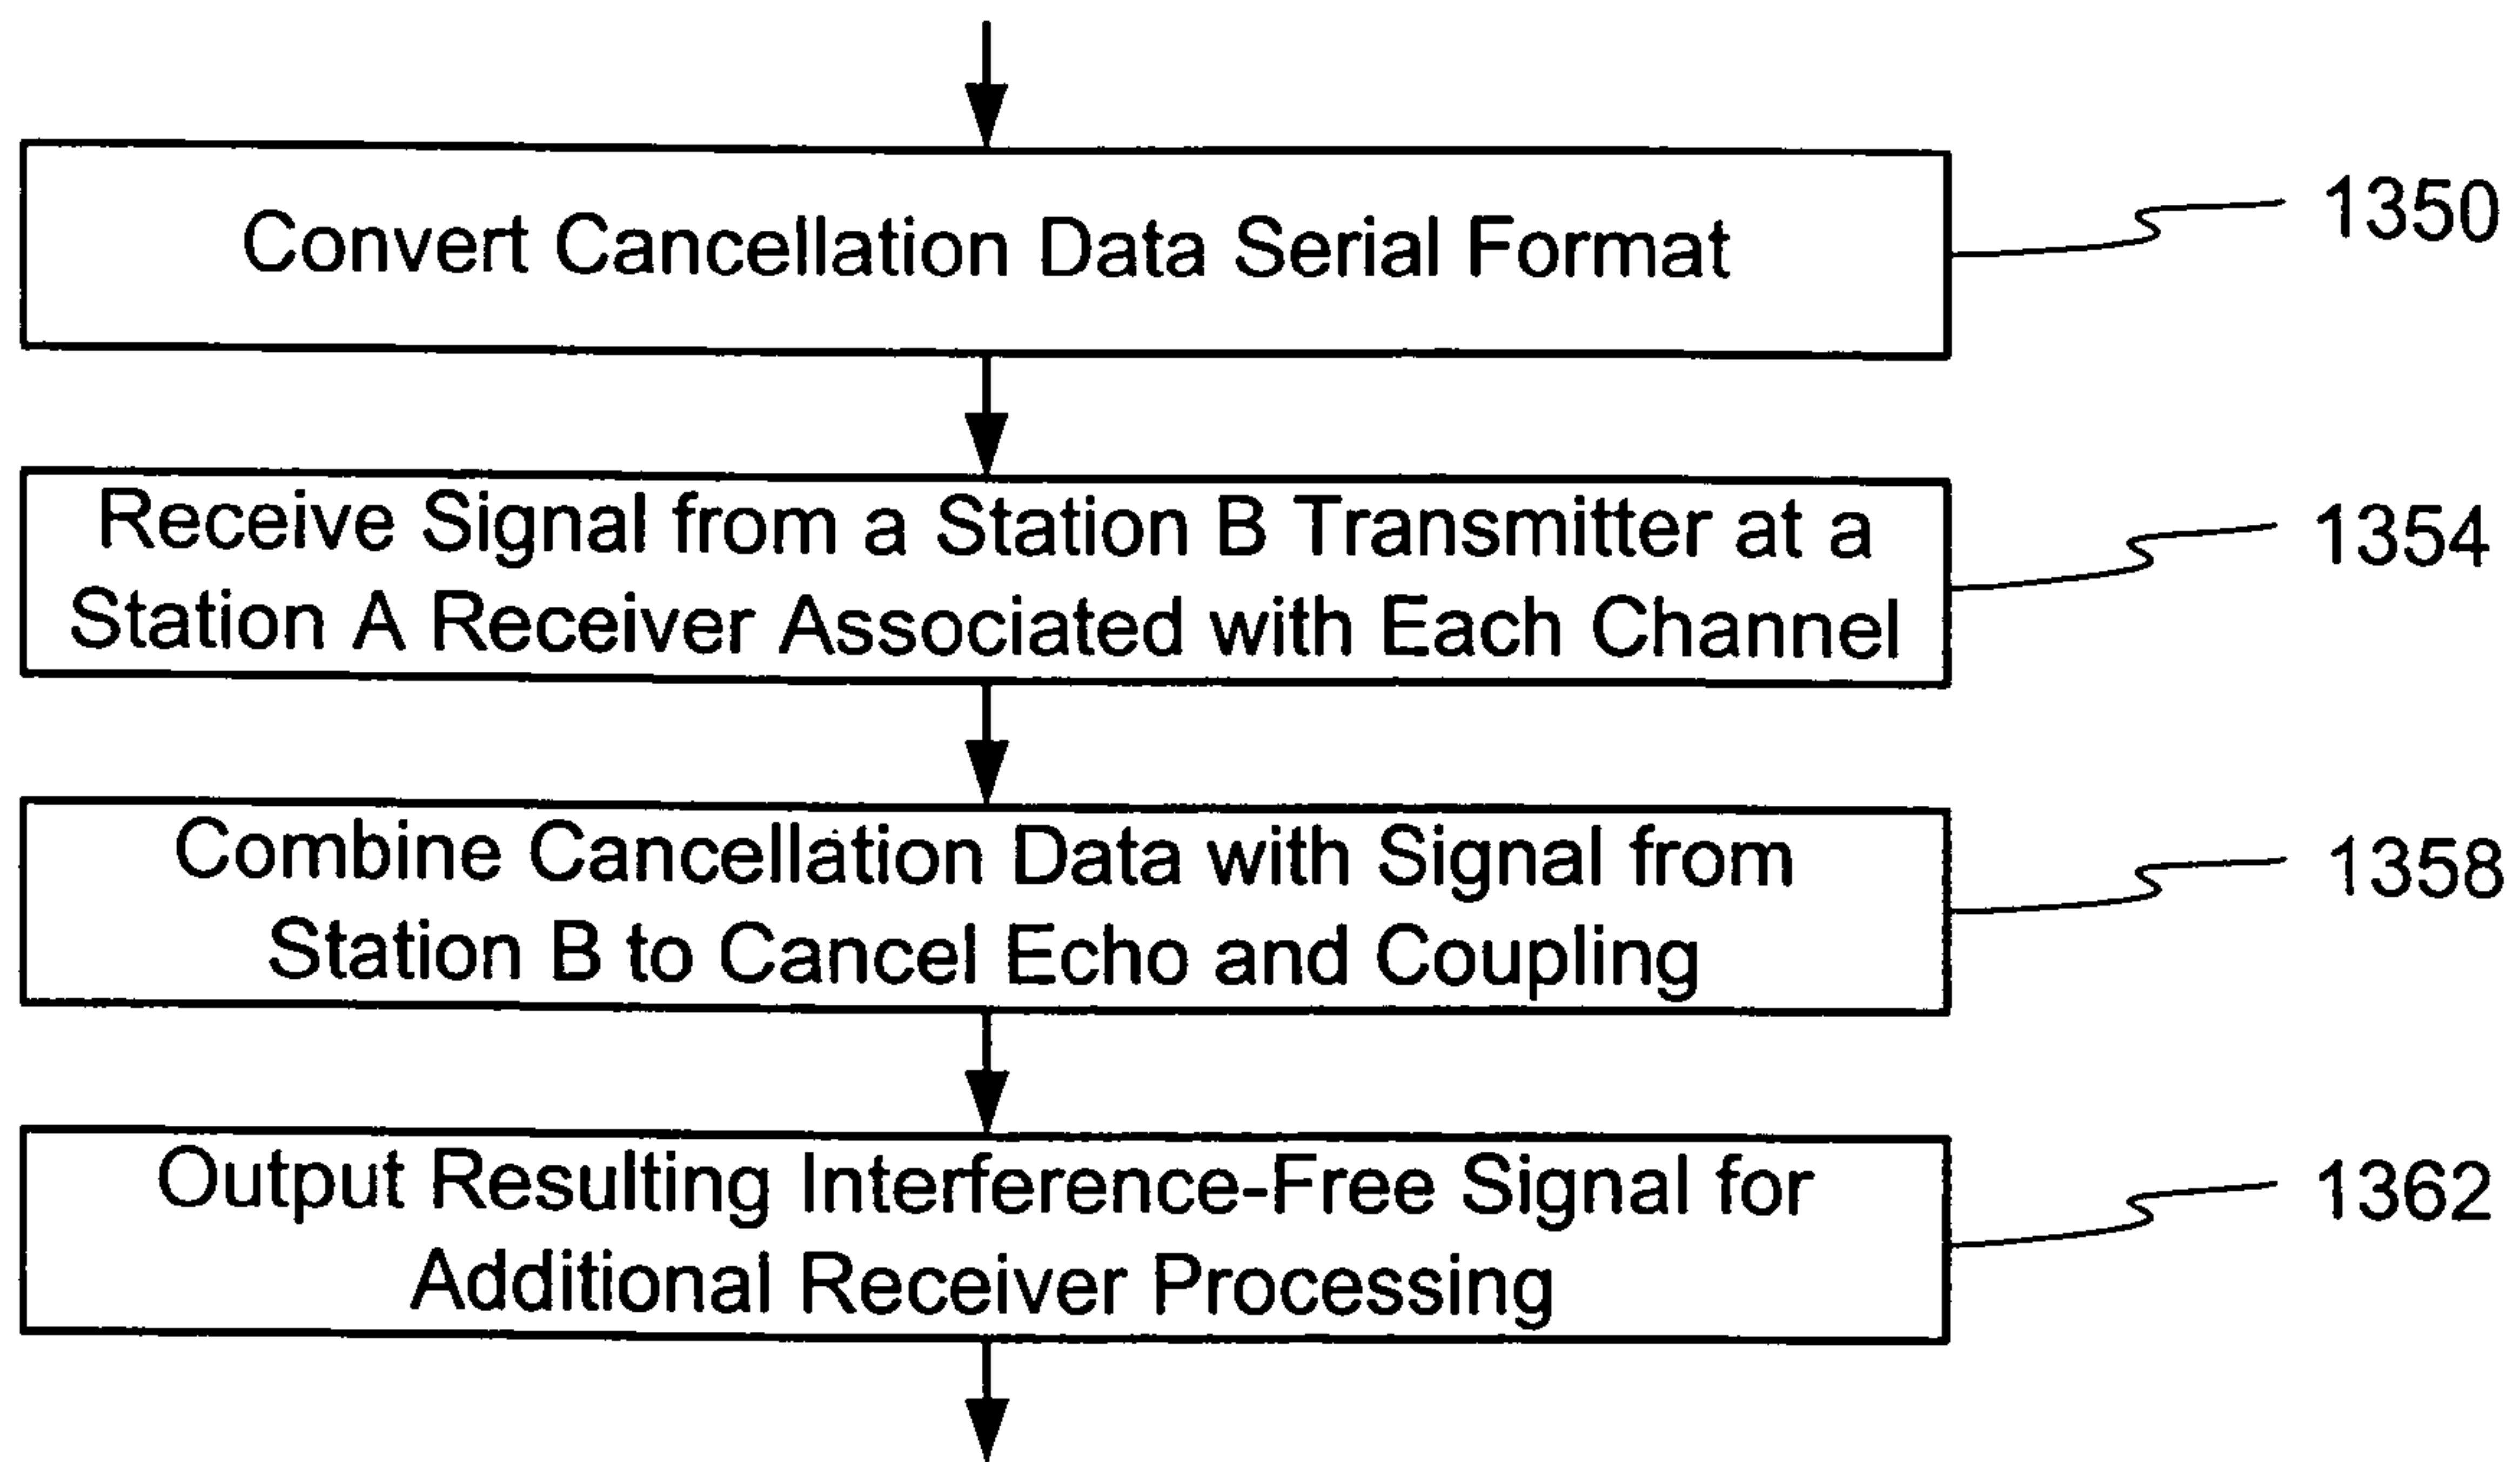 Convert Cancellation Data Serial Format
1350
Receive Signal from a Station B Transmitter at a
Station A Receiver Associated with Each Channel
1354
Combine Cancellation Data with Signal from
Station B to Cancel Echo and Coupling
1358
Output Resulting Interference-Free Signal for
Additional Receiver Processing
1362